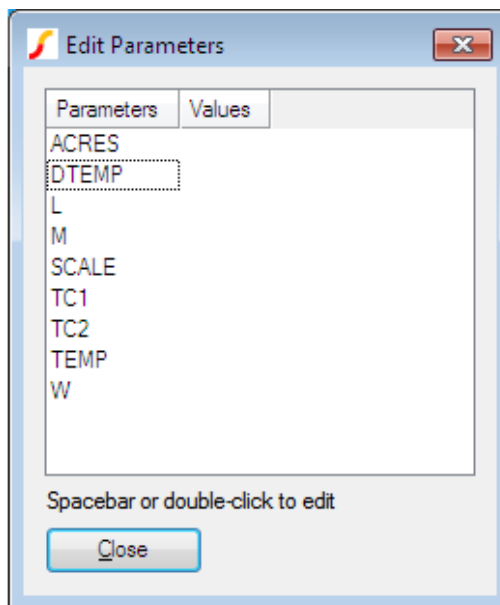 Edit Parameters
Parameters Values
ACRES
DTEMP
L
M
SCALE
TC1
TC2
TEMP
W
Spacebar or double-click to edit
Close